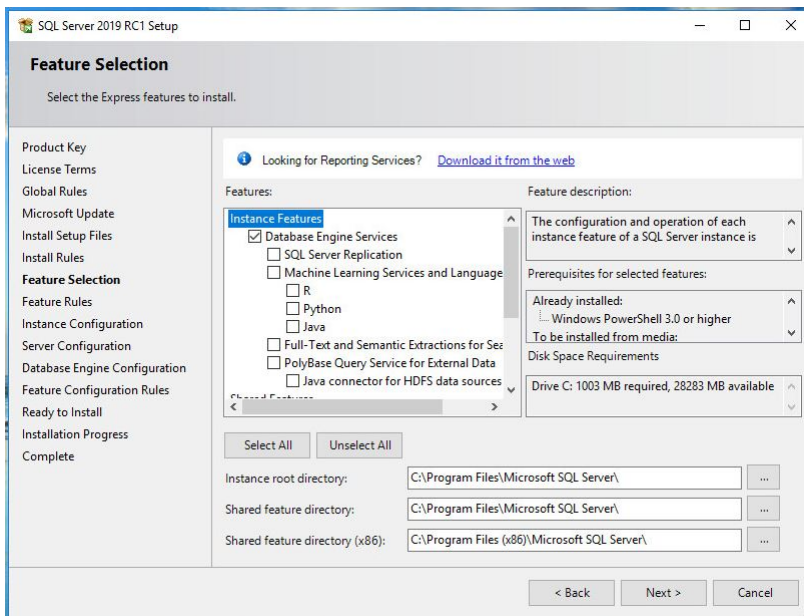 SQL Server 2019 RC1 Setup
Feature Selection
Select the Express features to install.
Product Key
License Terms
Global Rules
Microsoft Update
Install Setup Files
Install Rules
Feature Selection
Feature Rules
Instance Configuration
Server Configuration
Database Engine Configuration
Feature Configuration Rules
Ready to Install
Installation Progress
Complete
Looking for Reporting Services? Download it from the web
Features:
Instance Features
Database Engine Services
SQL Server Replication
Machine Learning Services and Language
R
Python
Java
Full-Text and Semantic Extractions for Sea
PolyBase Query Service for External Data
Java connector for HDFS data sources
Shared Features
Feature description:
The configuration and operation of each
instance feature of a SQL Server instance is
Prerequisites for selected features:
Already installed:
Windows PowerShell 3.0 or higher
To be installed from media:
Disk Space Requirements
Drive C: 1003 MB required, 28283 MB available
Select All
Unselect All
Instance root directory: C:\Program Files\Microsoft SQL Server\ ...
Shared feature directory: C:\Program Files\Microsoft SQL Server\ ...
Shared feature directory (x86): C:\Program Files (x86)\Microsoft SQL Server\ ...
< Back
Next >
Cancel